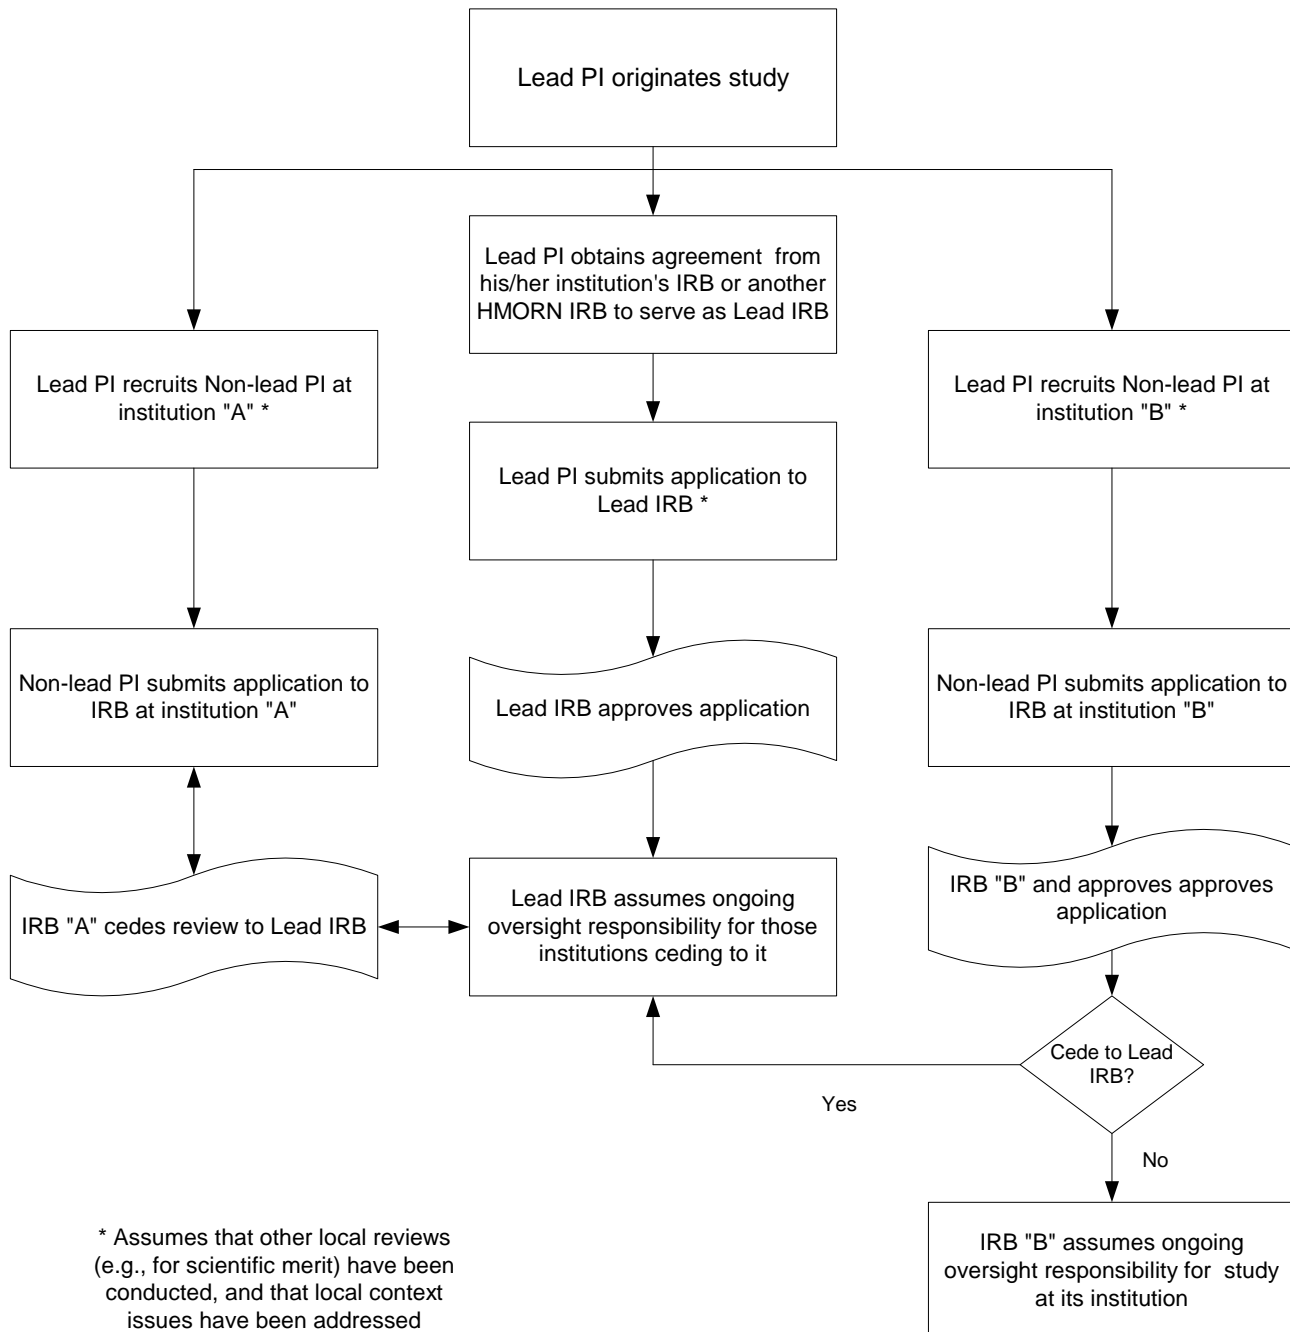 Lead PI originates study
Lead PI obtains agreement from
his/her institution's IRB or another
HMORN IRB to serve as Lead IRB
Lead PI recruits Non-lead PI at
institution "A" *
Lead PI recruits Non-lead PI at
institution "B" *
Lead PI submits application to
Lead IRB *
Non-lead PI submits application to
IRB at institution "A"
Lead IRB approves application
Non-lead PI submits application to
IRB at institution "B"
IRB "A" cedes review to Lead IRB
Lead IRB assumes ongoing
oversight responsibility for those
institutions ceding to it
IRB "B" and approves approves
application
Cede to Lead
IRB?
Yes
No
* Assumes that other local reviews
(e.g., for scientific merit) have been
conducted, and that local context
issues have been addressed
IRB "B" assumes ongoing
oversight responsibility for study
at its institution